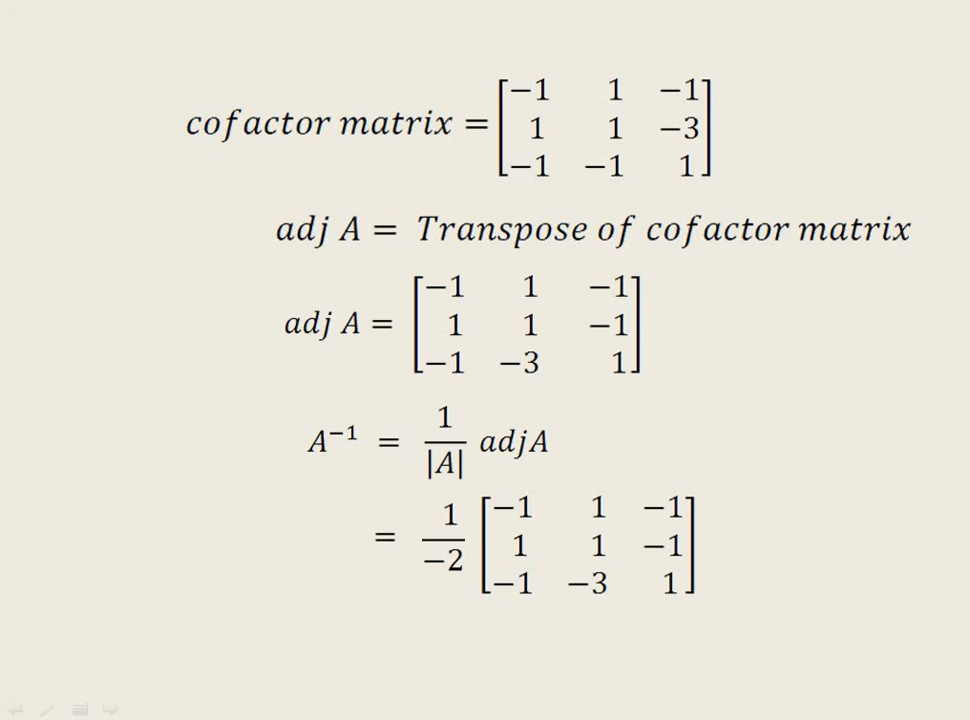 cofactor matrix = [−1 1 −1
1 1 −3
−1 −1 1]
adj A = Transpose of cofactor matrix
adj A = [−1 1 −1
1 1 −1
−1 −3 1]
A⁻¹ = 1/|A| adjA
= 1/−2 [−1 1 −1
1 1 −1
−1 −3 1]